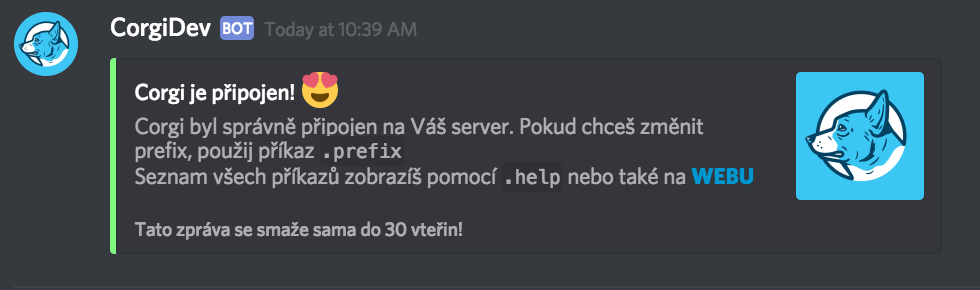 CorgiDev BOT Today at 10:39 AM
Corgi je připojen! 😍
Corgi byl správně připojen na Váš server. Pokud chceš změnit
prefix, použij příkaz .prefix
Seznam všech příkazů zobrazíš pomocí .help nebo také na WEBU
Tato zpráva se smaže sama do 30 vteřin!